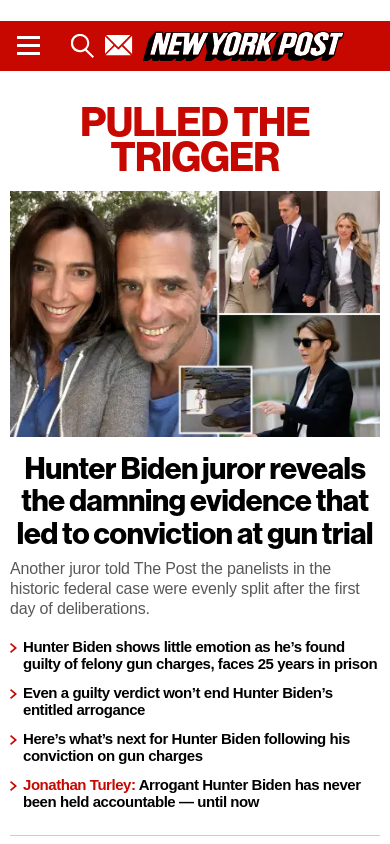 NEW YORK POST
PULLED THE
TRIGGER
Hunter Biden juror reveals
the damning evidence that
led to conviction at gun trial
Another juror told The Post the panelists in the
historic federal case were evenly split after the first
day of deliberations.
Hunter Biden shows little emotion as he’s found
guilty of felony gun charges, faces 25 years in prison
Even a guilty verdict won’t end Hunter Biden’s
entitled arrogance
Here’s what’s next for Hunter Biden following his
conviction on gun charges
Jonathan Turley: Arrogant Hunter Biden has never
been held accountable — until now